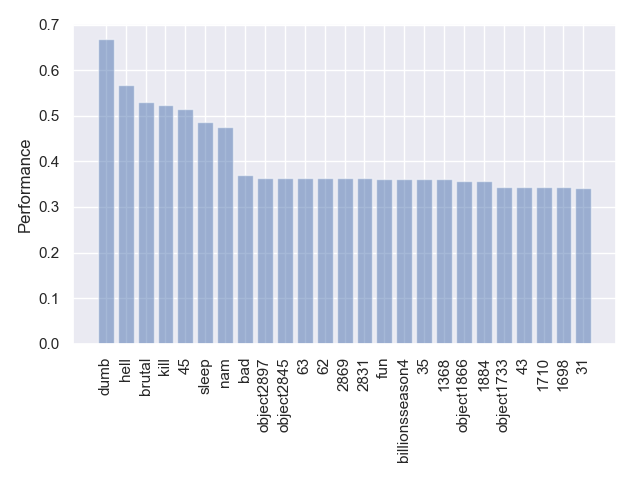 0.7
0.6
0.5
0.4
0.3
0.2
0.1
0.0
Performance
dumb
hell
brutal
kill
45
sleep
nam
bad
object2897
object2845
63
62
2869
2831
fun
billionsseason4
35
1368
object1866
1884
object1733
43
1710
1698
31